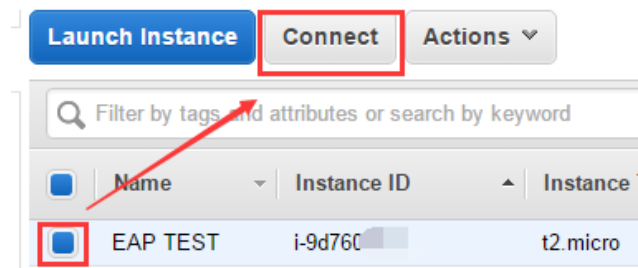 Launch Instance Connect Actions
Filter by tags and attributes or search by keyword
Name Instance ID Instance
EAP TEST i-9d760 t2.micro